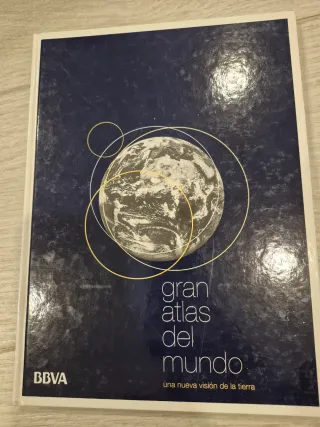 gran
atlas
del
mundo
una nueva visión de la tierra
BBVA